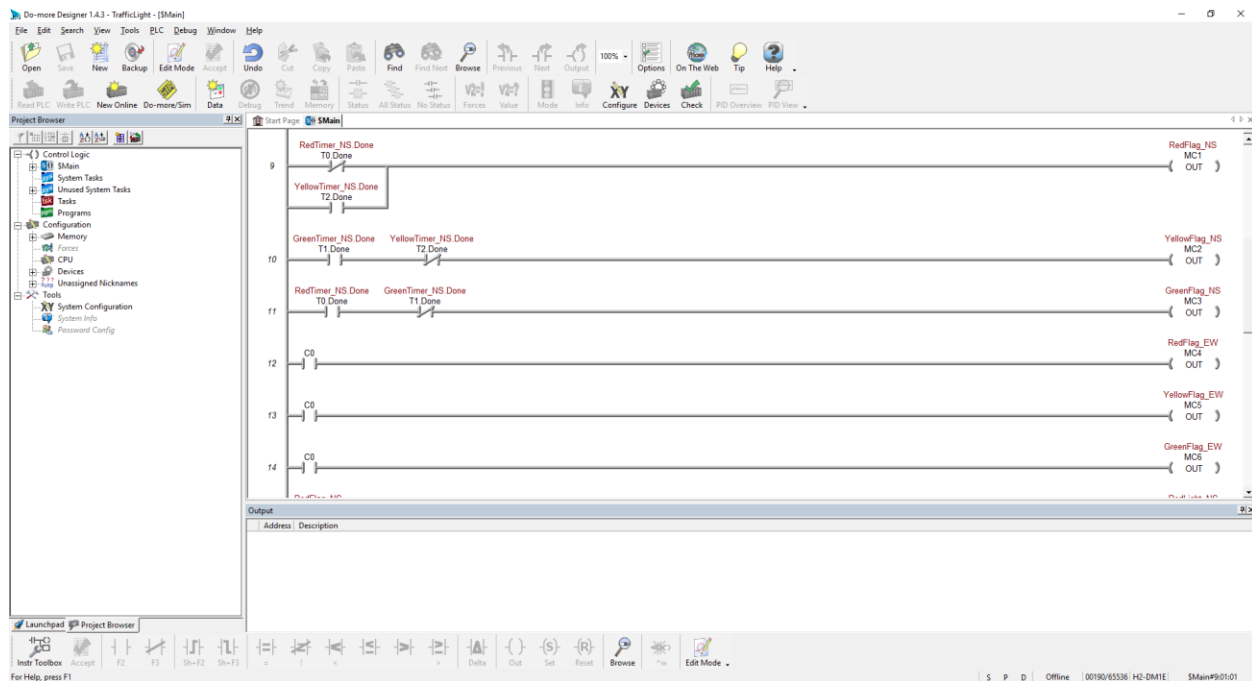 Do-more Designer 1.4.3 - TrafficLight - [$Main]
File Edit Search View Tools PLC Debug Window Help
Open Save New Backup Edit Mode Accept Undo Cut Copy Paste Find Find Next Browse Previous Next Output 100% Options On The Web Tip Help
Read PLC Write PLC New Online Do-more/Sim Data Debug Trend Memory Status All Status No Status Forces Value Mode Info Configure Devices Check PID Overview PID View
Project Browser
Start Page $Main
Control Logic
$Main
System Tasks
Unused System Tasks
Tasks
Programs
Configuration
Memory
Forces
CPU
Devices
Unassigned Nicknames
Tools
System Configuration
System Info
Password Config
RedTimer_NS.Done RedFlag_NS
T0.Done MC1
9 OUT
YellowTimer_NS.Done
T2.Done
GreenTimer_NS.Done YellowTimer_NS.Done YellowFlag_NS
T1.Done T2.Done MC2
10 OUT
RedTimer_NS.Done GreenTimer_NS.Done GreenFlag_NS
T0.Done T1.Done MC3
11 OUT
RedFlag_EW
C0 MC4
12 OUT
YellowFlag_EW
C0 MC5
13 OUT
GreenFlag_EW
C0 MC6
14 OUT
Output
Address Description
Launchpad Project Browser
Instr Toolbox Accept F2 F3 Sh+F2 Sh+F3 = ! < > Delta Out Set Reset Browse ^w Edit Mode
For Help, press F1 S P D Offline 00190/65536 H2-DM1E $Main#9:01:01